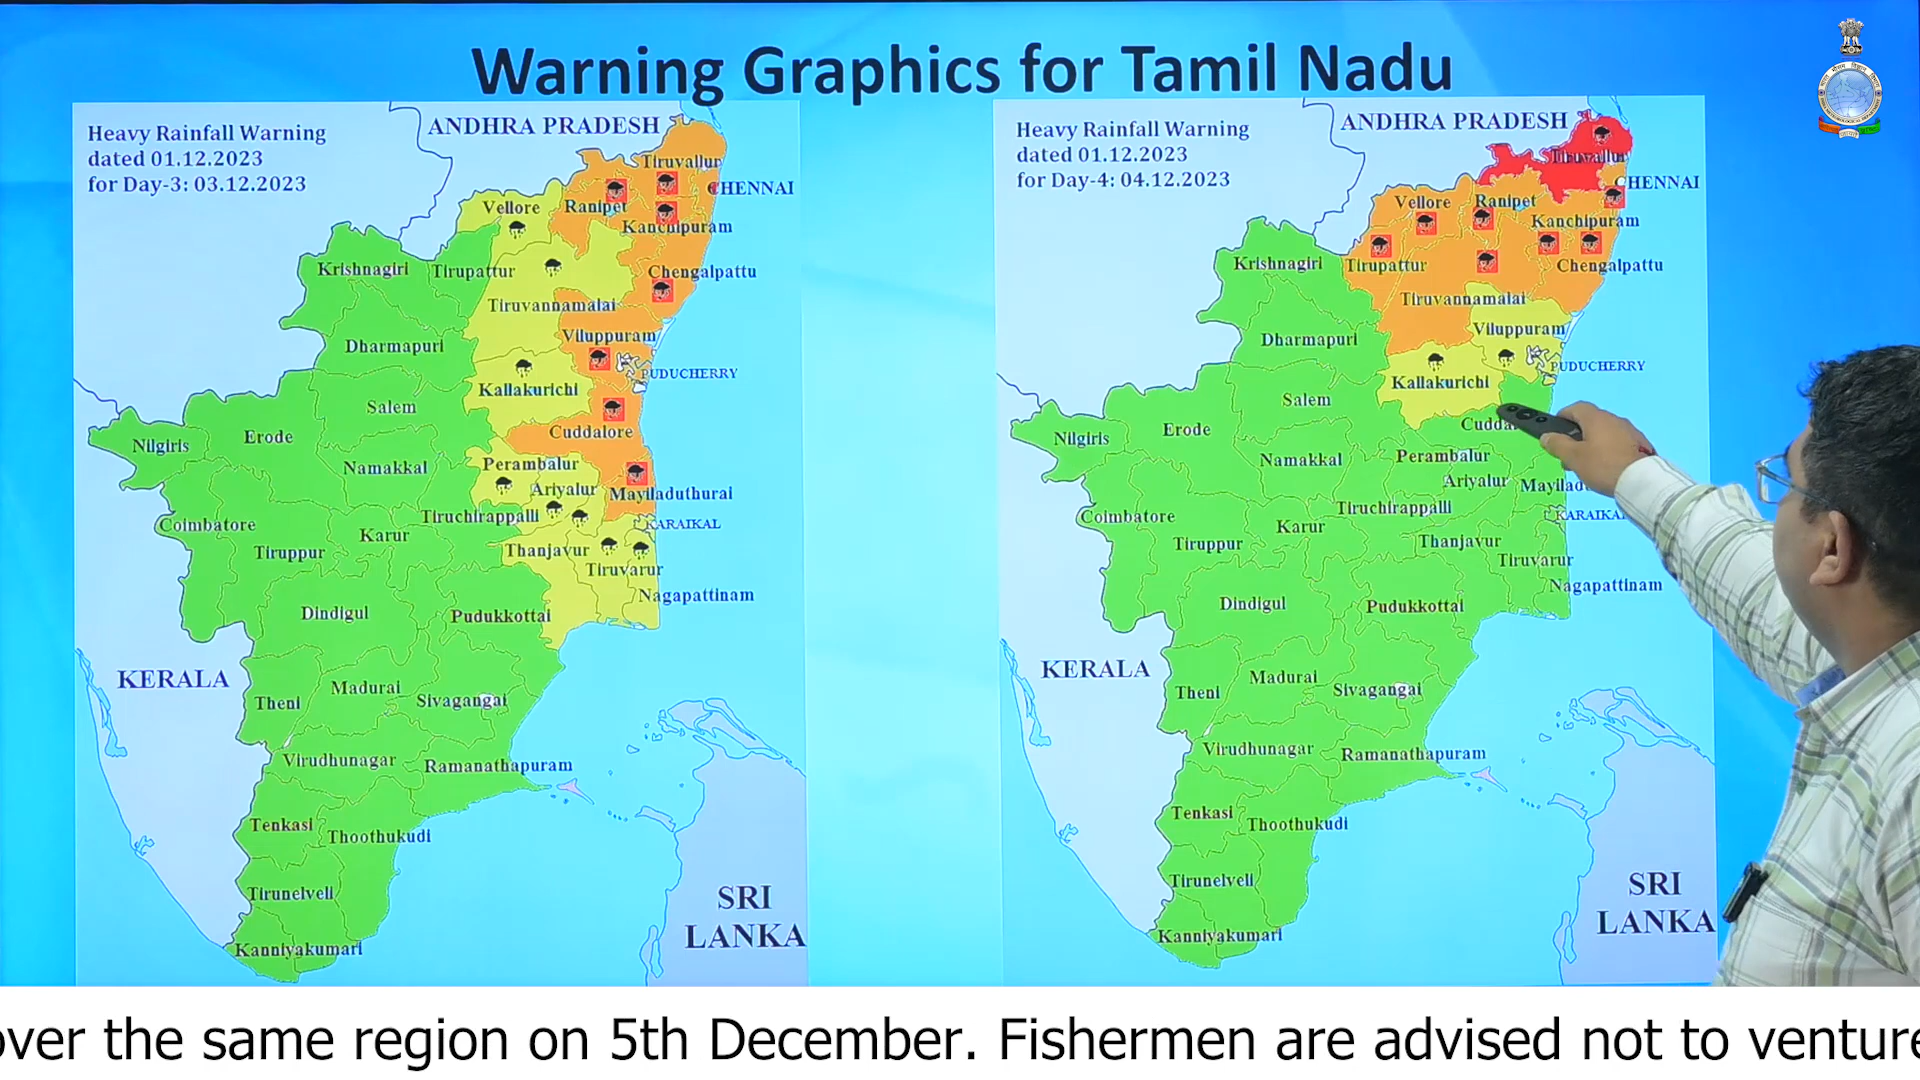 Warning Graphics for Tamil Nadu
Heavy Rainfall Warning
dated 01.12.2023
for Day-3: 03.12.2023
ANDHRA PRADESH
Tiruvallur
CHENNAI
Vellore
Ranipet
Kanchipuram
Krishnagiri
Tirupattur
Chengalpattu
Tiruvannamalai
Viluppuram
Dharmapuri
PUDUCHERRY
Kallakurichi
Salem
Cuddalore
Nilgiris
Erode
Namakkal
Perambalur
Ariyalur
Mayiladuthurai
Coimbatore
Tiruchirappalli
KARAIKAL
Karur
Tiruppur
Thanjavur
Tiruvarur
Nagapattinam
Dindigul
Pudukkottai
KERALA
Theni
Madurai
Sivagangai
Virudhunagar
Ramanathapuram
Tenkasi
Thoothukudi
Tirunelveli
SRI
LANKA
Kanniyakumari
Heavy Rainfall Warning
dated 01.12.2023
for Day-4: 04.12.2023
ANDHRA PRADESH
Tiruvallur
CHENNAI
Vellore
Ranipet
Kanchipuram
Krishnagiri
Tirupattur
Chengalpattu
Tiruvannamalai
Viluppuram
Dharmapuri
PUDUCHERRY
Kallakurichi
Salem
Cudda
Nilgiris
Erode
Namakkal
Perambalur
Ariyalur
Mayilad
Coimbatore
Tiruchirappalli
KARAIKAL
Karur
Tiruppur
Thanjavur
Tiruvarur
Nagapattinam
Dindigul
Pudukkottai
KERALA
Theni
Madurai
Sivagangai
Virudhunagar
Ramanathapuram
Tenkasi
Thoothukudi
Tirunelveli
SRI
LANKA
Kanniyakumari
over the same region on 5th December. Fishermen are advised not to venture